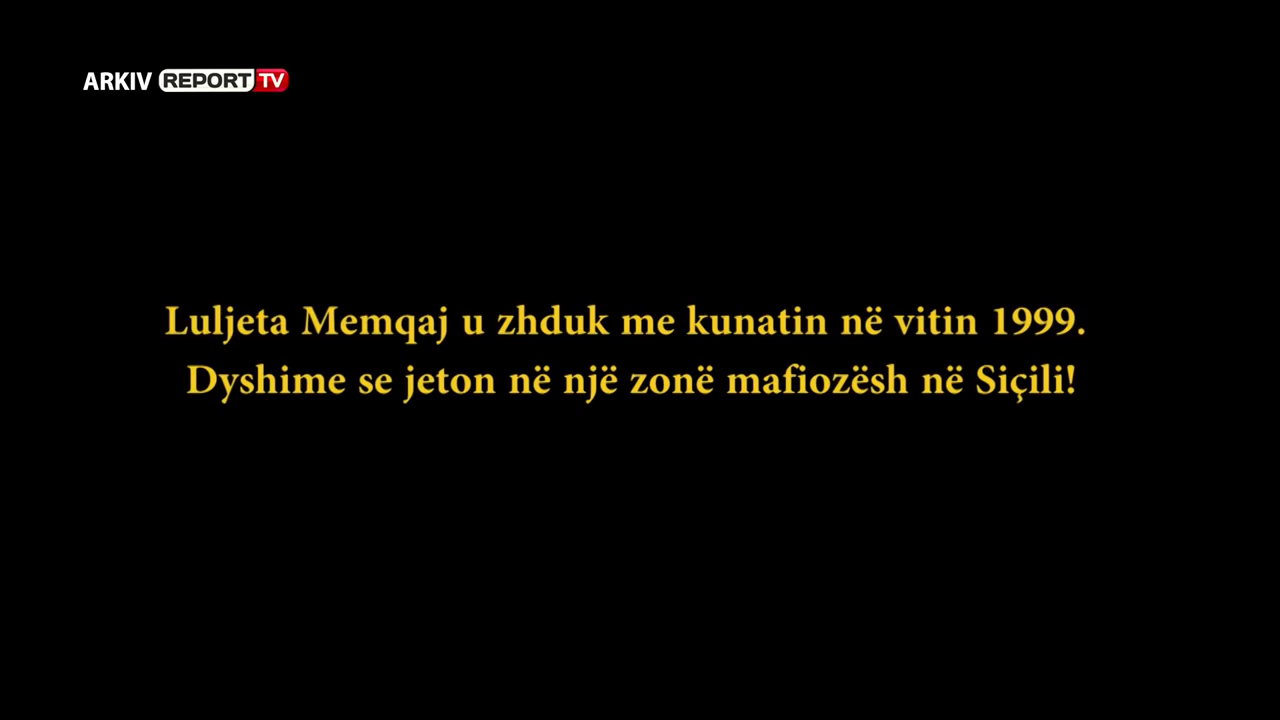 ARKIV REPORT TV
Luljeta Memqaj u zhduk me kunatin në vitin 1999.
Dyshime se jeton në një zonë mafiozësh në Siçili!